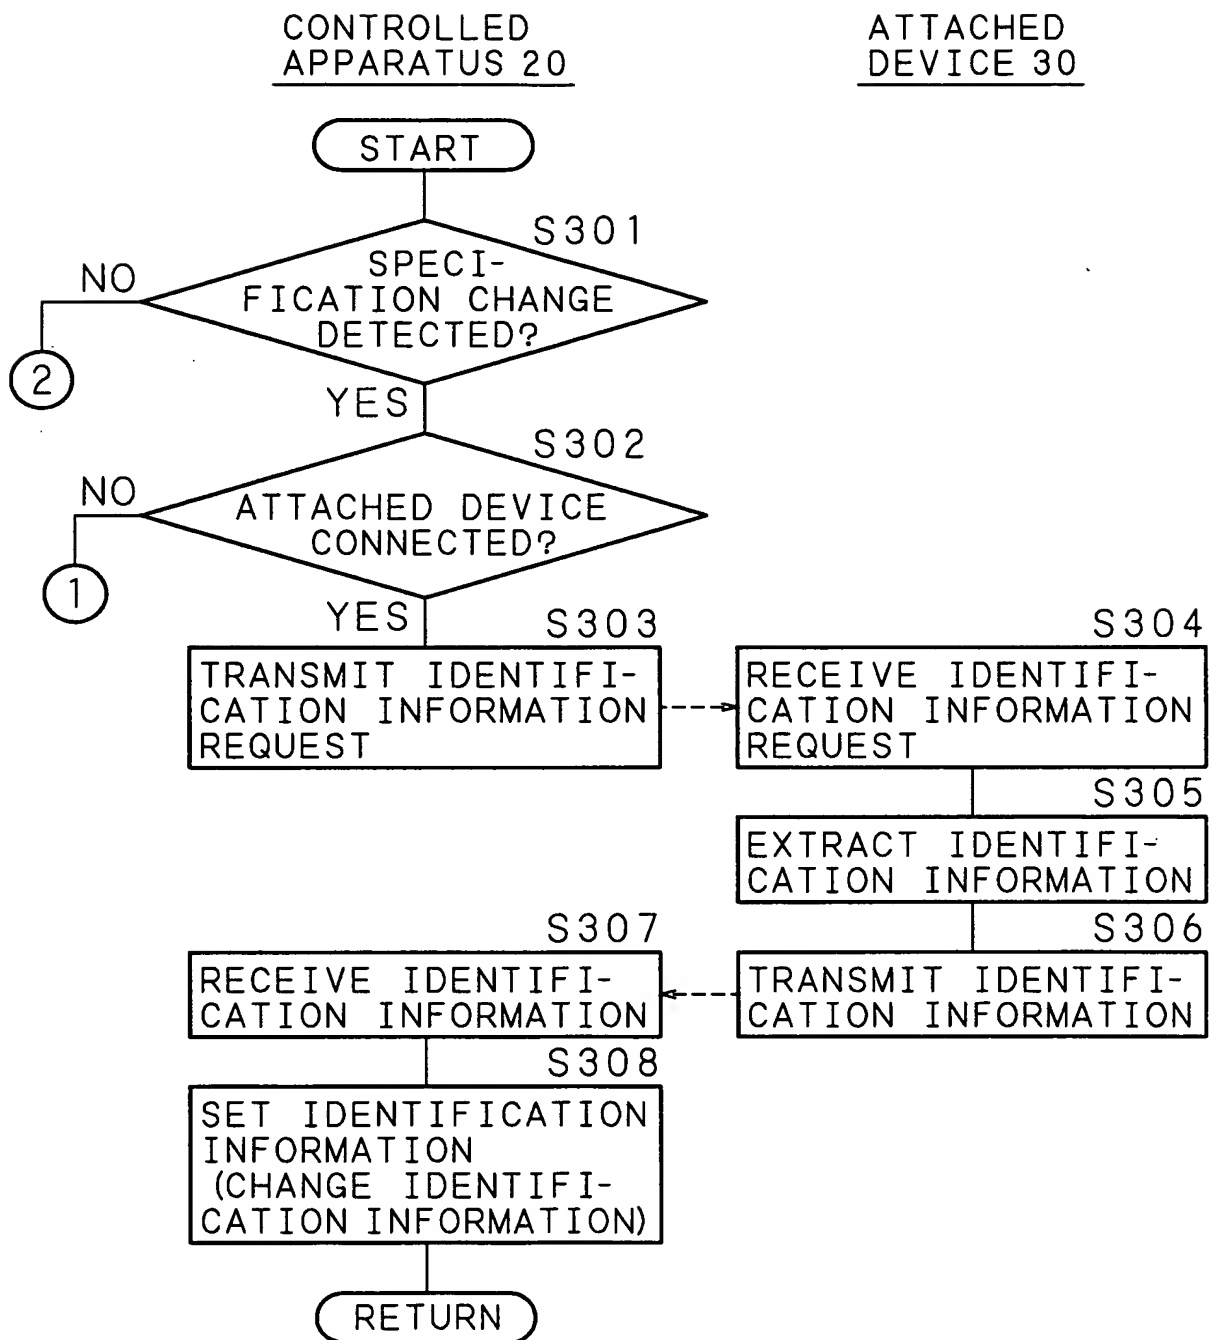 CONTROLLED
APPARATUS 20
ATTACHED
DEVICE 30
START
S301
NO
SPECI-
FICATION CHANGE
DETECTED?
2
YES
S302
NO
ATTACHED DEVICE
CONNECTED?
1
YES
S303
TRANSMIT IDENTIFI-
CATION INFORMATION
REQUEST
S304
RECEIVE IDENTIFI-
CATION INFORMATION
REQUEST
S305
EXTRACT IDENTIFI-
CATION INFORMATION
S306
TRANSMIT IDENTIFI-
CATION INFORMATION
S307
RECEIVE IDENTIFI-
CATION INFORMATION
S308
SET IDENTIFICATION
INFORMATION
(CHANGE IDENTIFI-
CATION INFORMATION)
RETURN